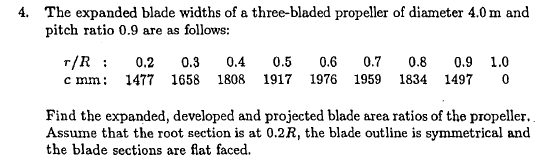 4. The expanded blade widths of a three-bladed propeller of diameter 4.0 m and
pitch ratio 0.9 are as follows:
r/R : 0.2 0.3 0.4 0.5 0.6 0.7 0.8 0.9 1.0
c mm: 1477 1658 1808 1917 1976 1959 1834 1497 0
Find the expanded, developed and projected blade area ratios of the propeller.
Assume that the root section is at 0.2R, the blade outline is symmetrical and
the blade sections are flat faced.